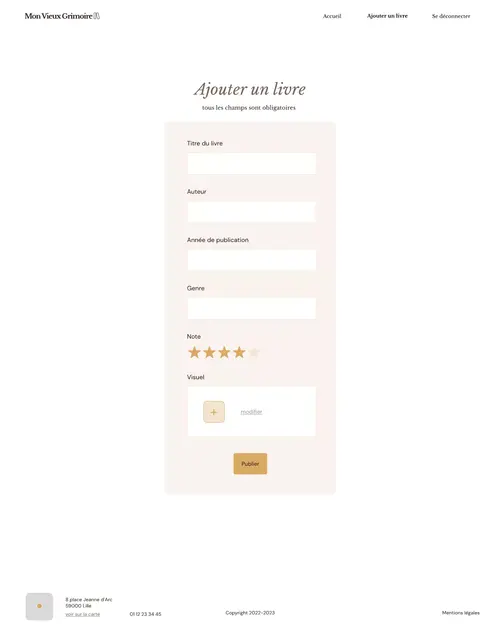 Mon Vieux Grimoire
Accueil
Ajouter un livre
Se déconnecter
Ajouter un livre
tous les champs sont obligatoires
Titre du livre
Auteur
Année de publication
Genre
Note
Visuel
+
modifier
Publier
8 place Jeanne d'Arc
59000 Lille
voir sur la carte
01 12 23 34 45
Copyright 2022-2023
Mentions légales